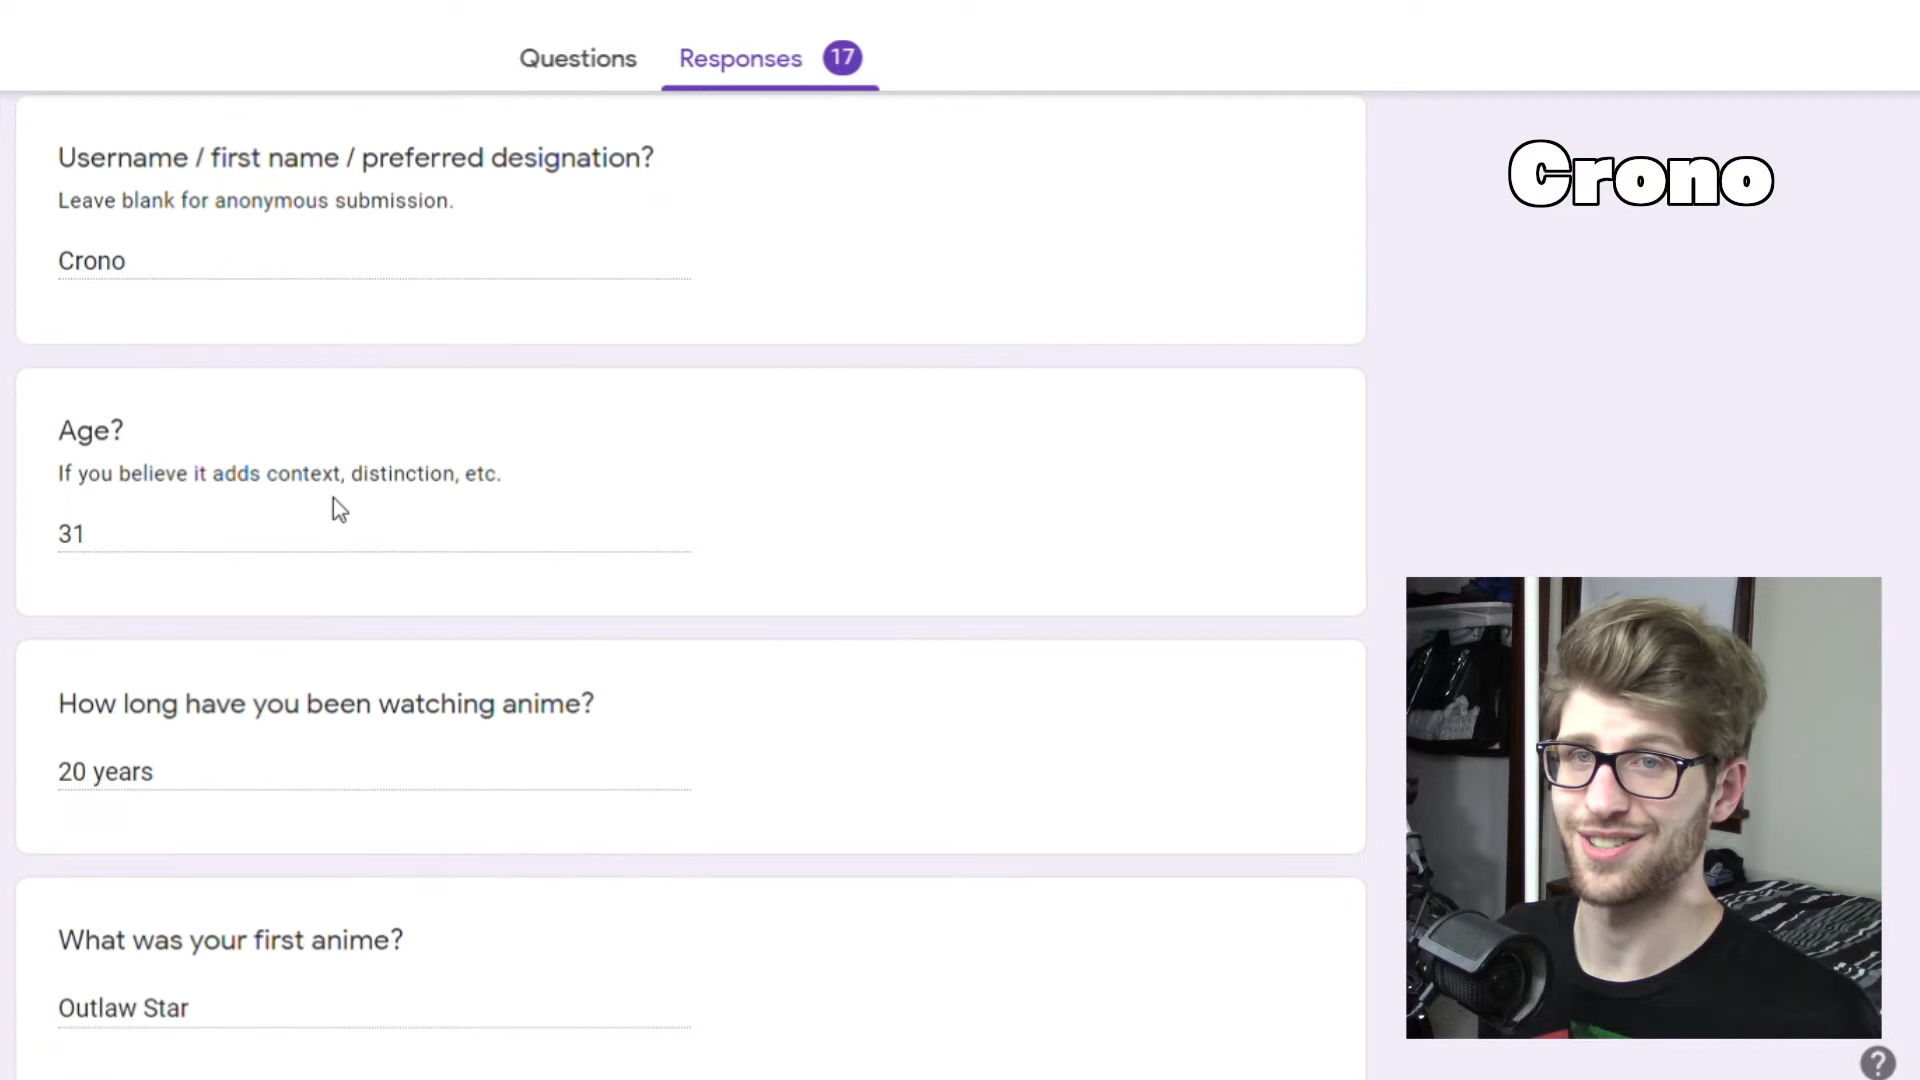 Questions
Responses 17
Username / first name / preferred designation?
Leave blank for anonymous submission.
Crono
Crono
Age?
If you believe it adds context, distinction, etc.
31
How long have you been watching anime?
20 years
What was your first anime?
Outlaw Star
?